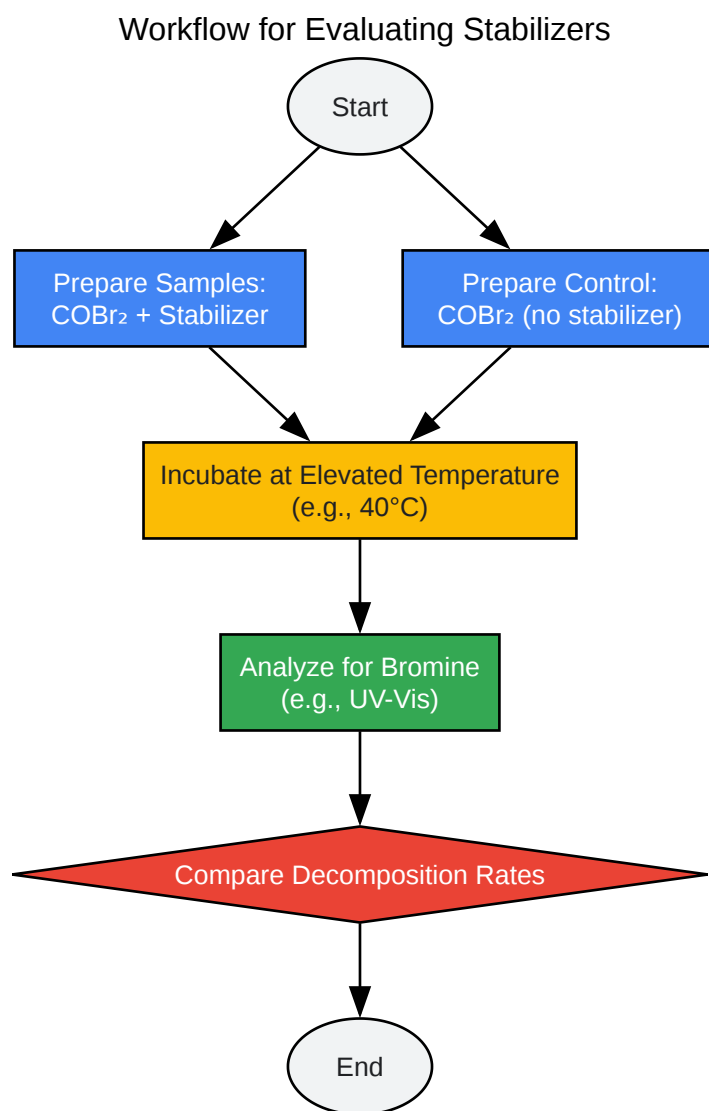 Workflow for Evaluating Stabilizers
Start
Prepare Samples:
COBr₂ + Stabilizer
Prepare Control:
COBr₂ (no stabilizer)
Incubate at Elevated Temperature
(e.g., 40°C)
Analyze for Bromine
(e.g., UV-Vis)
Compare Decomposition Rates
End